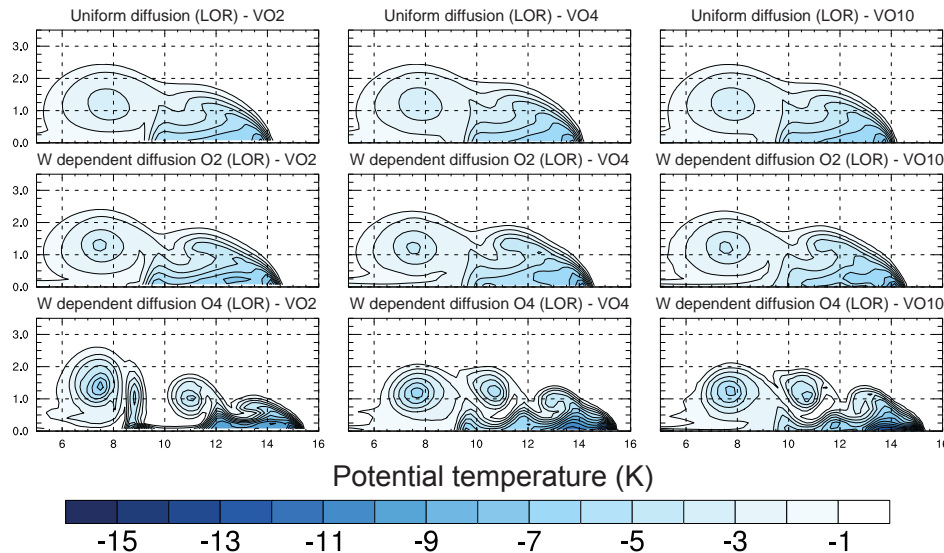 Uniform diffusion (LOR) - VO2 Uniform diffusion (LOR) - VO4 Uniform diffusion (LOR) - VO10
3.0
2.0
1.0
0.0
W dependent diffusion O2 (LOR) - VO2 W dependent diffusion O2 (LOR) - VO4 W dependent diffusion O2 (LOR) - VO10
3.0
2.0
1.0
0.0
W dependent diffusion O4 (LOR) - VO2 W dependent diffusion O4 (LOR) - VO4 W dependent diffusion O4 (LOR) - VO10
3.0
2.0
1.0
0.0
6 8 10 12 14 16 6 8 10 12 14 16 6 8 10 12 14 16
Potential temperature (K)
-15 -13 -11 -9 -7 -5 -3 -1